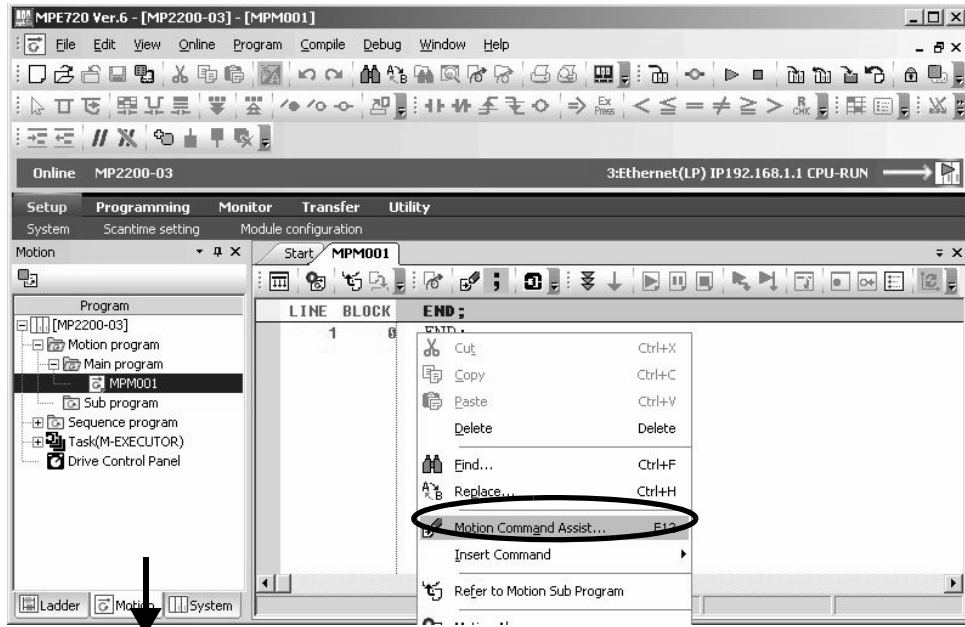 MPE720 Ver.6 - [MP2200-03] - [MPM001]
File Edit View Online Program Compile Debug Window Help
Online MP2200-03 3:Ethernet(LP) IP192.168.1.1 CPU-RUN
Setup Programming Monitor Transfer Utility
System Scantime setting Module configuration
Motion
Start MPM001
Program
[MP2200-03]
Motion program
Main program
MPM001
Sub program
Sequence program
Task(M-EXECUTOR)
Drive Control Panel
LINE BLOCK END;
1 0 END;
Cut Ctrl+X
Copy Ctrl+C
Paste Ctrl+V
Delete Delete
Find... Ctrl+F
Replace... Ctrl+H
Motion Command Assist... F12
Insert Command
Refer to Motion Sub Program
Ladder Motion System